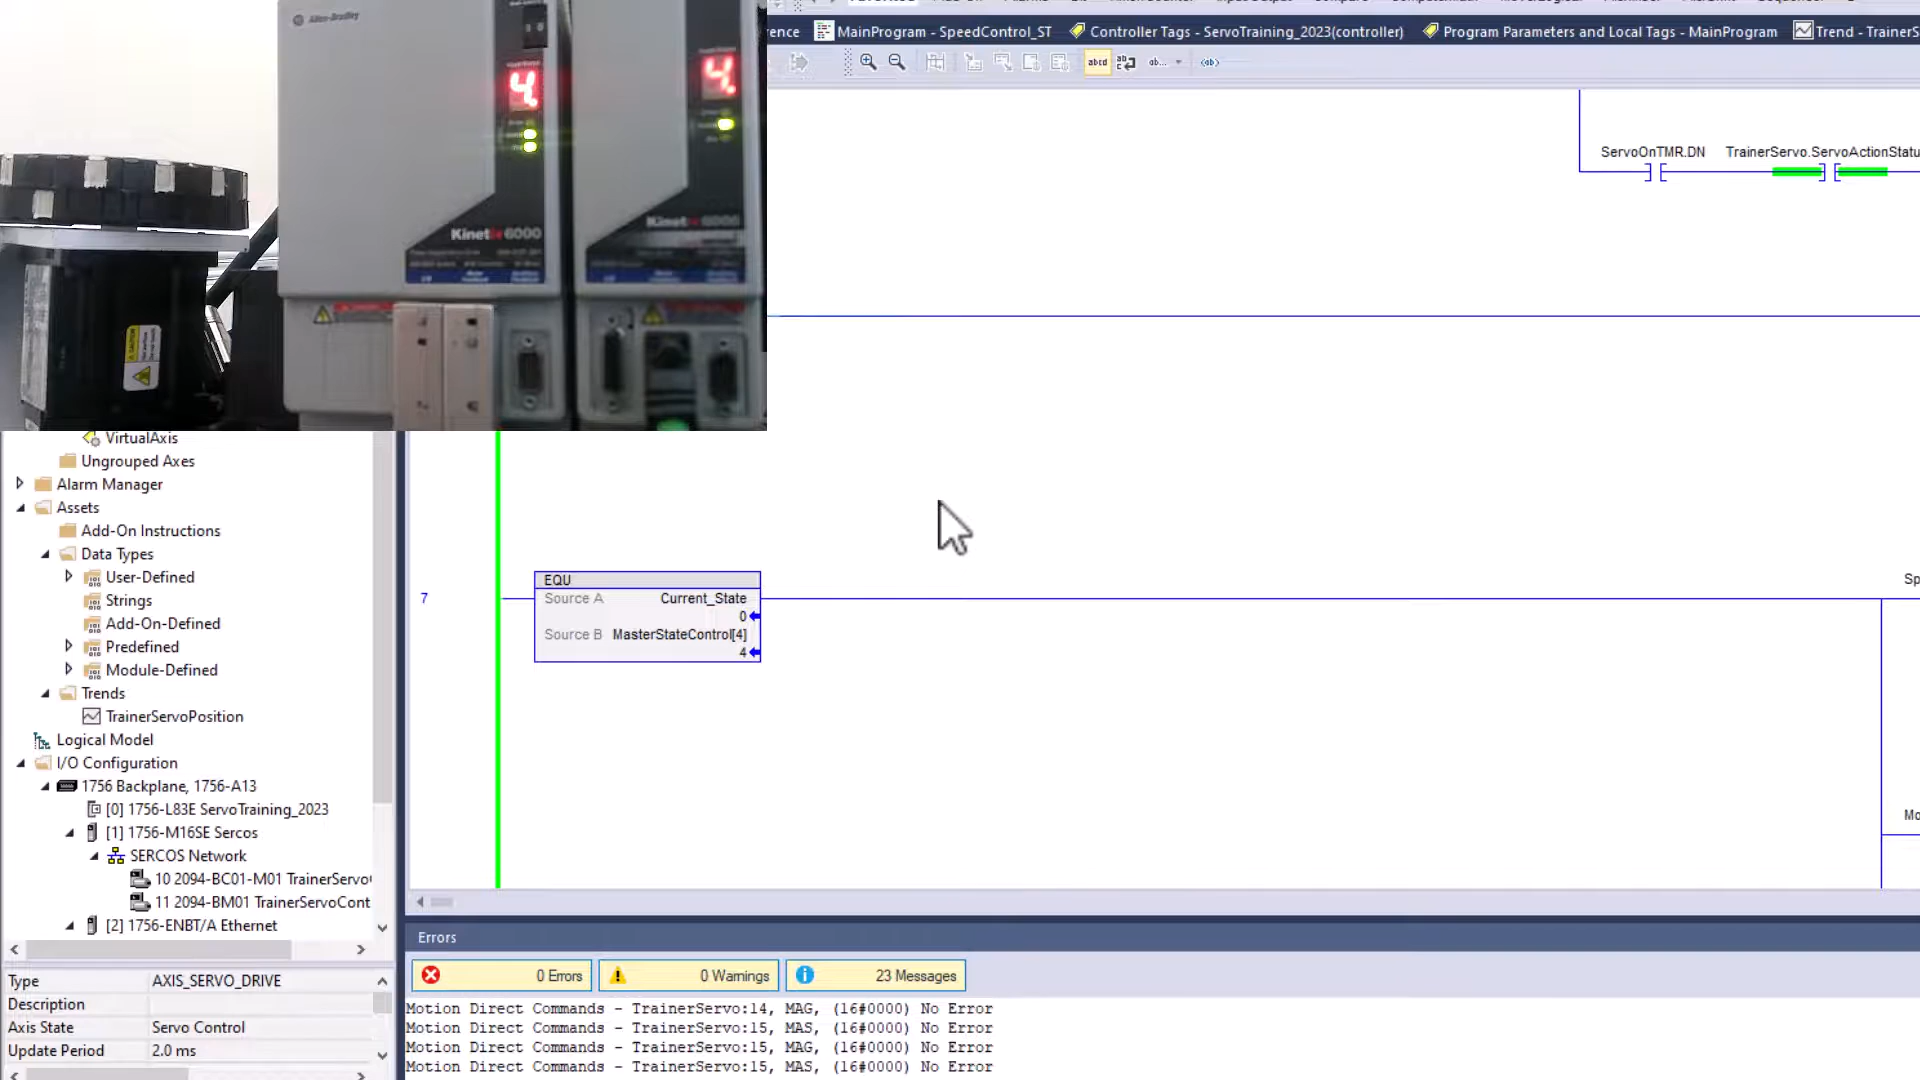 Allen-Bradley
4.
4.
Kinetix 6000
Kinetix 6000
CAUTION
rence
MainProgram - SpeedControl_ST
Controller Tags - ServoTraining_2023(controller)
Program Parameters and Local Tags - MainProgram
Trend - TrainerS
abcd
ab...
ServoOnTMR.DN
TrainerServo.ServoActionStatu
VirtualAxis
Ungrouped Axes
Alarm Manager
Assets
Add-On Instructions
Data Types
User-Defined
Strings
Add-On-Defined
Predefined
Module-Defined
Trends
TrainerServoPosition
Logical Model
I/O Configuration
1756 Backplane, 1756-A13
[0] 1756-L83E ServoTraining_2023
[1] 1756-M16SE Sercos
SERCOS Network
10 2094-BC01-M01 TrainerServo
11 2094-BM01 TrainerServoCont
[2] 1756-ENBT/A Ethernet
Type AXIS_SERVO_DRIVE
Description
Axis State Servo Control
Update Period 2.0 ms
7
EQU
Source A Current_State
0
Source B MasterStateControl[4]
4
Sp
Mo
Errors
0 Errors
0 Warnings
23 Messages
Motion Direct Commands - TrainerServo:14, MAG, (16#0000) No Error
Motion Direct Commands - TrainerServo:15, MAS, (16#0000) No Error
Motion Direct Commands - TrainerServo:15, MAG, (16#0000) No Error
Motion Direct Commands - TrainerServo:15, MAS, (16#0000) No Error